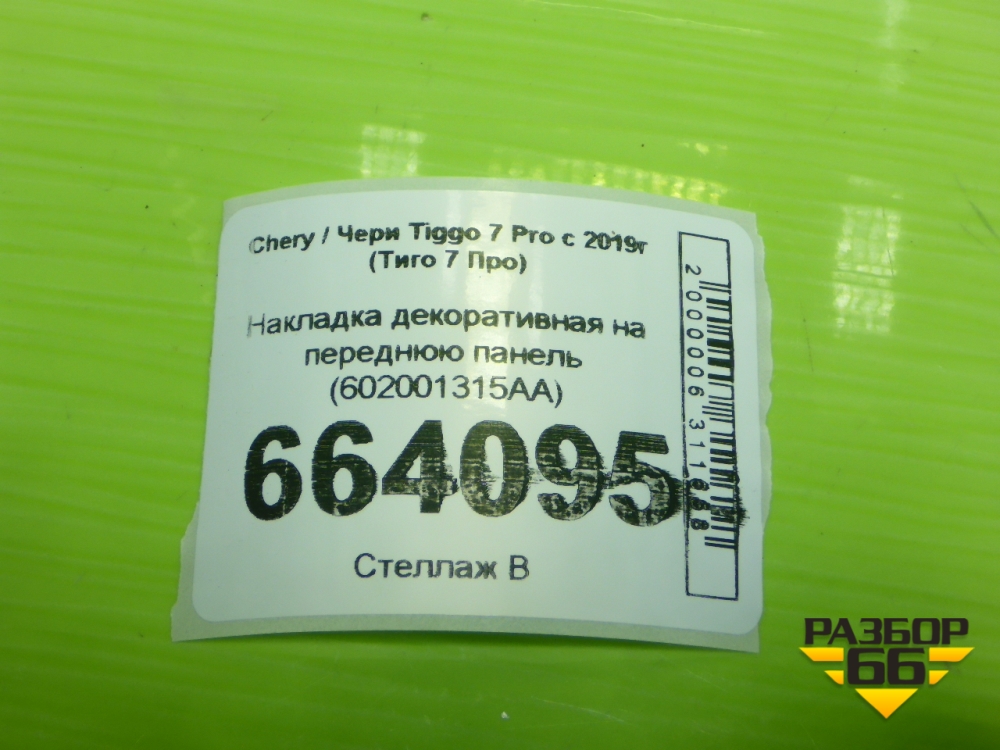 Chery / Чери Tiggo 7 Pro с 2019г
(Тиго 7 Про)
Накладка декоративная на
переднюю панель
(602001315AA)
664095
Стеллаж В
РАЗБОР
66